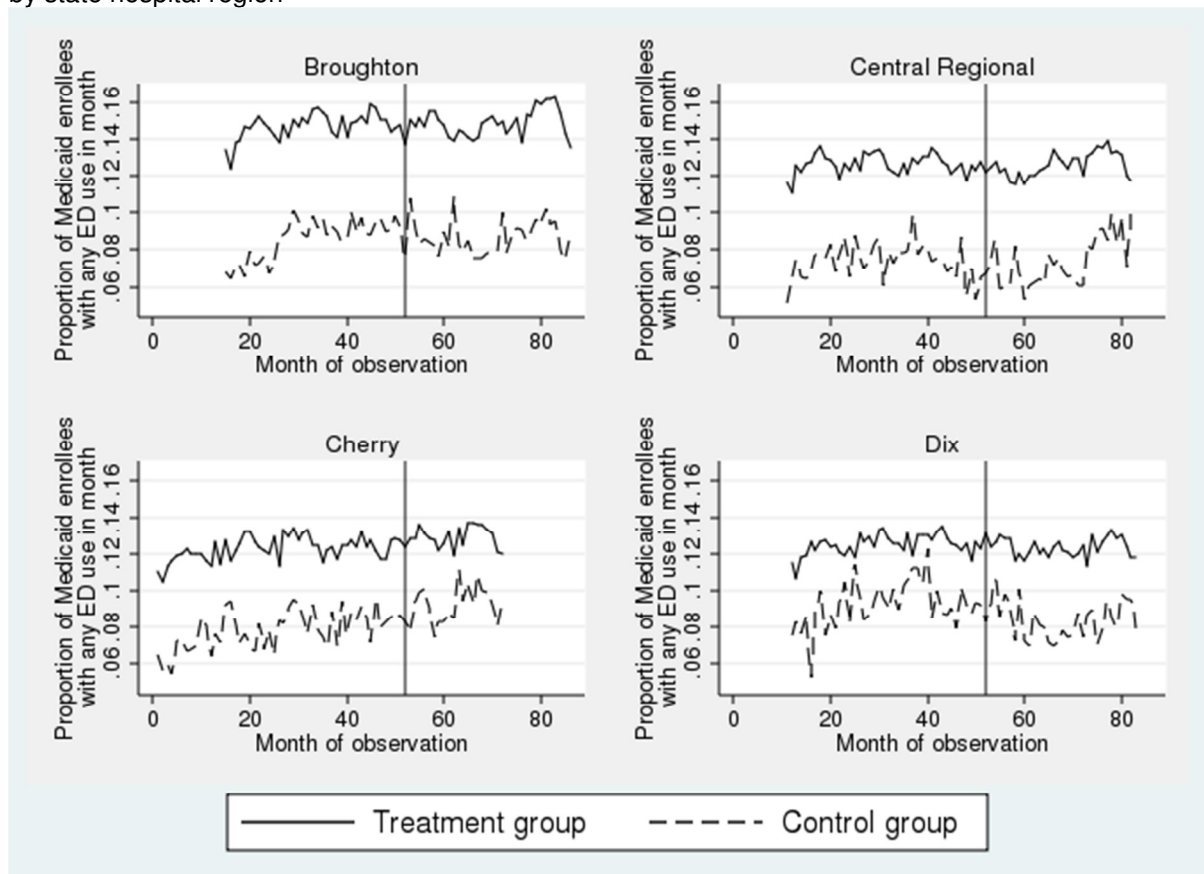 by state hospital region
Broughton
Proportion of Medicaid enrollees
with any ED use in month
.06 .08 .1 .12 .14 .16
0 20 40 60 80
Month of observation
Central Regional
Proportion of Medicaid enrollees
with any ED use in month
.06 .08 .1 .12 .14 .16
0 20 40 60 80
Month of observation
Cherry
Proportion of Medicaid enrollees
with any ED use in month
.06 .08 .1 .12 .14 .16
0 20 40 60 80
Month of observation
Dix
Proportion of Medicaid enrollees
with any ED use in month
.06 .08 .1 .12 .14 .16
0 20 40 60 80
Month of observation
Treatment group Control group